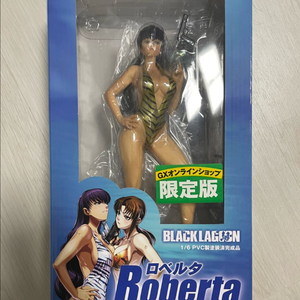 GXオンラインショップ
限定版
BLACK LAGOON
1/6 PVC製塗装済完成品
ロベルタ
Roberta